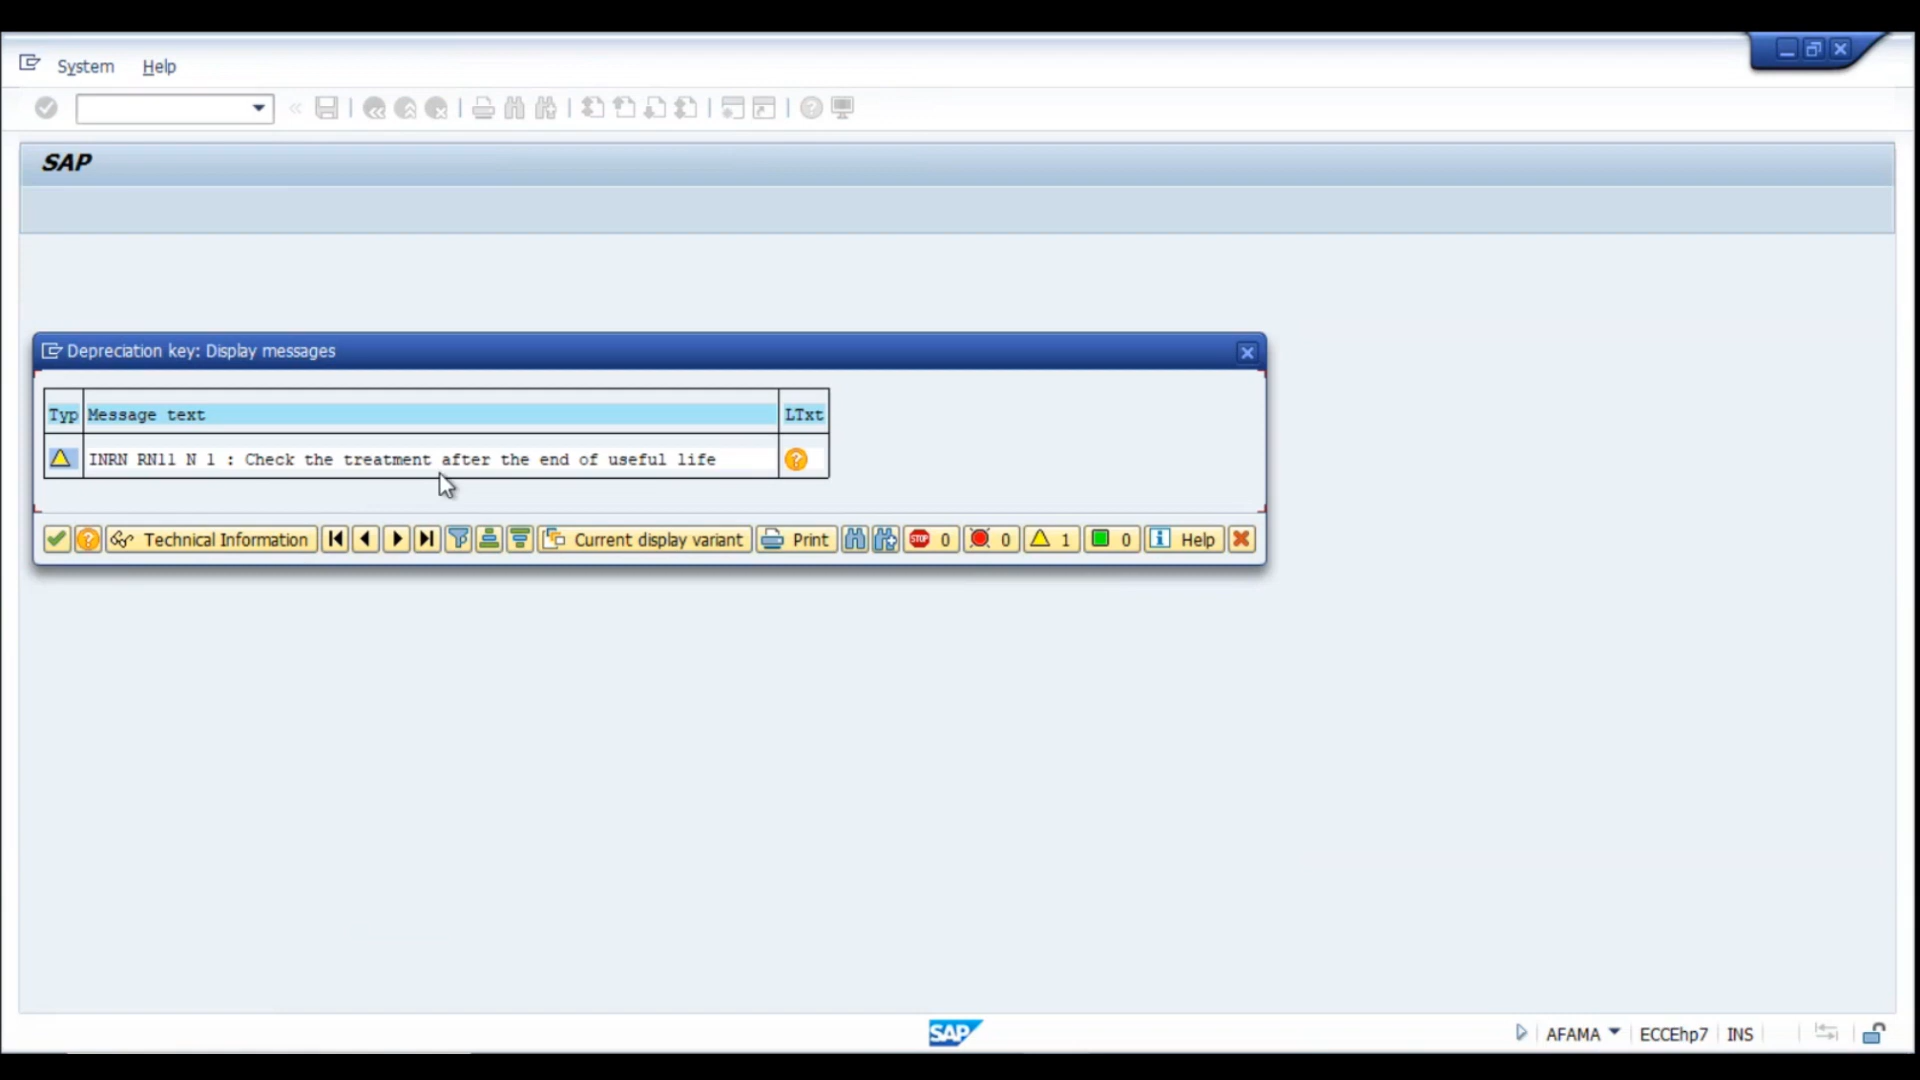 System Help
SAP
Depreciation key: Display messages
Typ Message text LTxt
INRN RN11 N 1 : Check the treatment after the end of useful life
Technical Information Current display variant Print STOP 0 0 1 0 Help
SAP
AFAMA ECCEhp7 INS